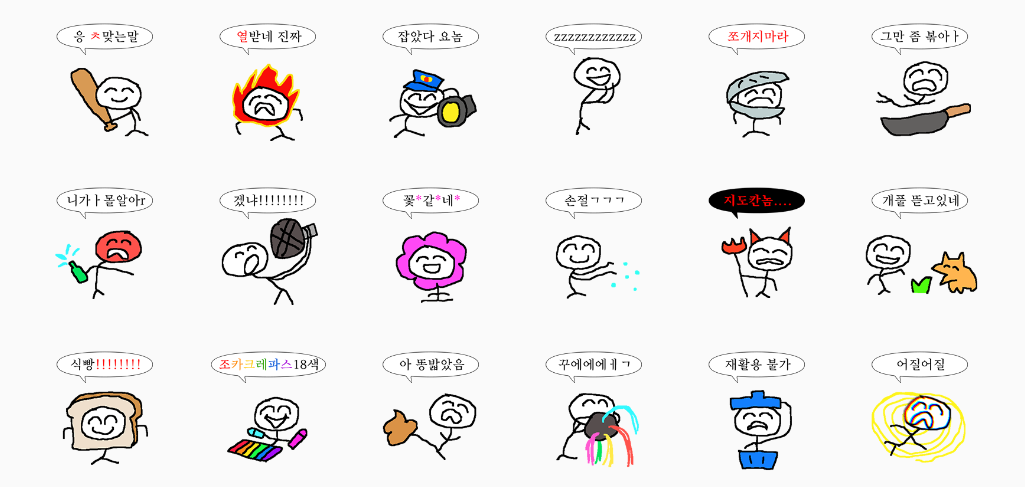 응 ㅊ맞는말
열받네 진짜
잡았다 요놈
zzzzzzzzzzzz
쪼개지마라
그만 좀 볶아ㅏ
니가ㅏ몰알아r
겠냐!!!!!!!!
꽃*같*네*
손절ㄱㄱㄱ
지도칸놈....
개풀 뜯고있네
식빵!!!!!!!!
조카크레파스18색
아 똥밟았음
꾸에에에ㅔㄱ
재활용 불가
어질어질